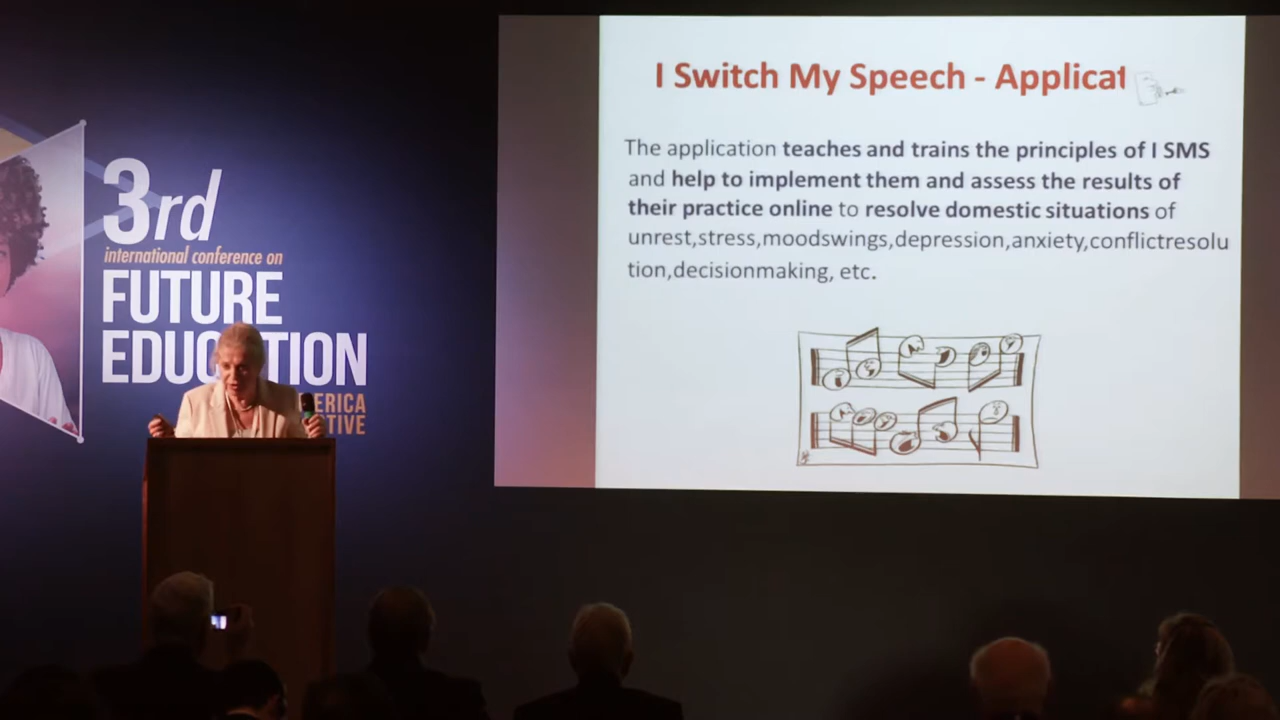 3rd
international conference on
FUTURE
EDUCATION
ERICA
TIVE
I Switch My Speech - Applicat
The application teaches and trains the principles of I SMS
and help to implement them and assess the results of
their practice online to resolve domestic situations of
unrest,stress,moodswings,depression,anxiety,conflictresolu
tion,decisionmaking, etc.